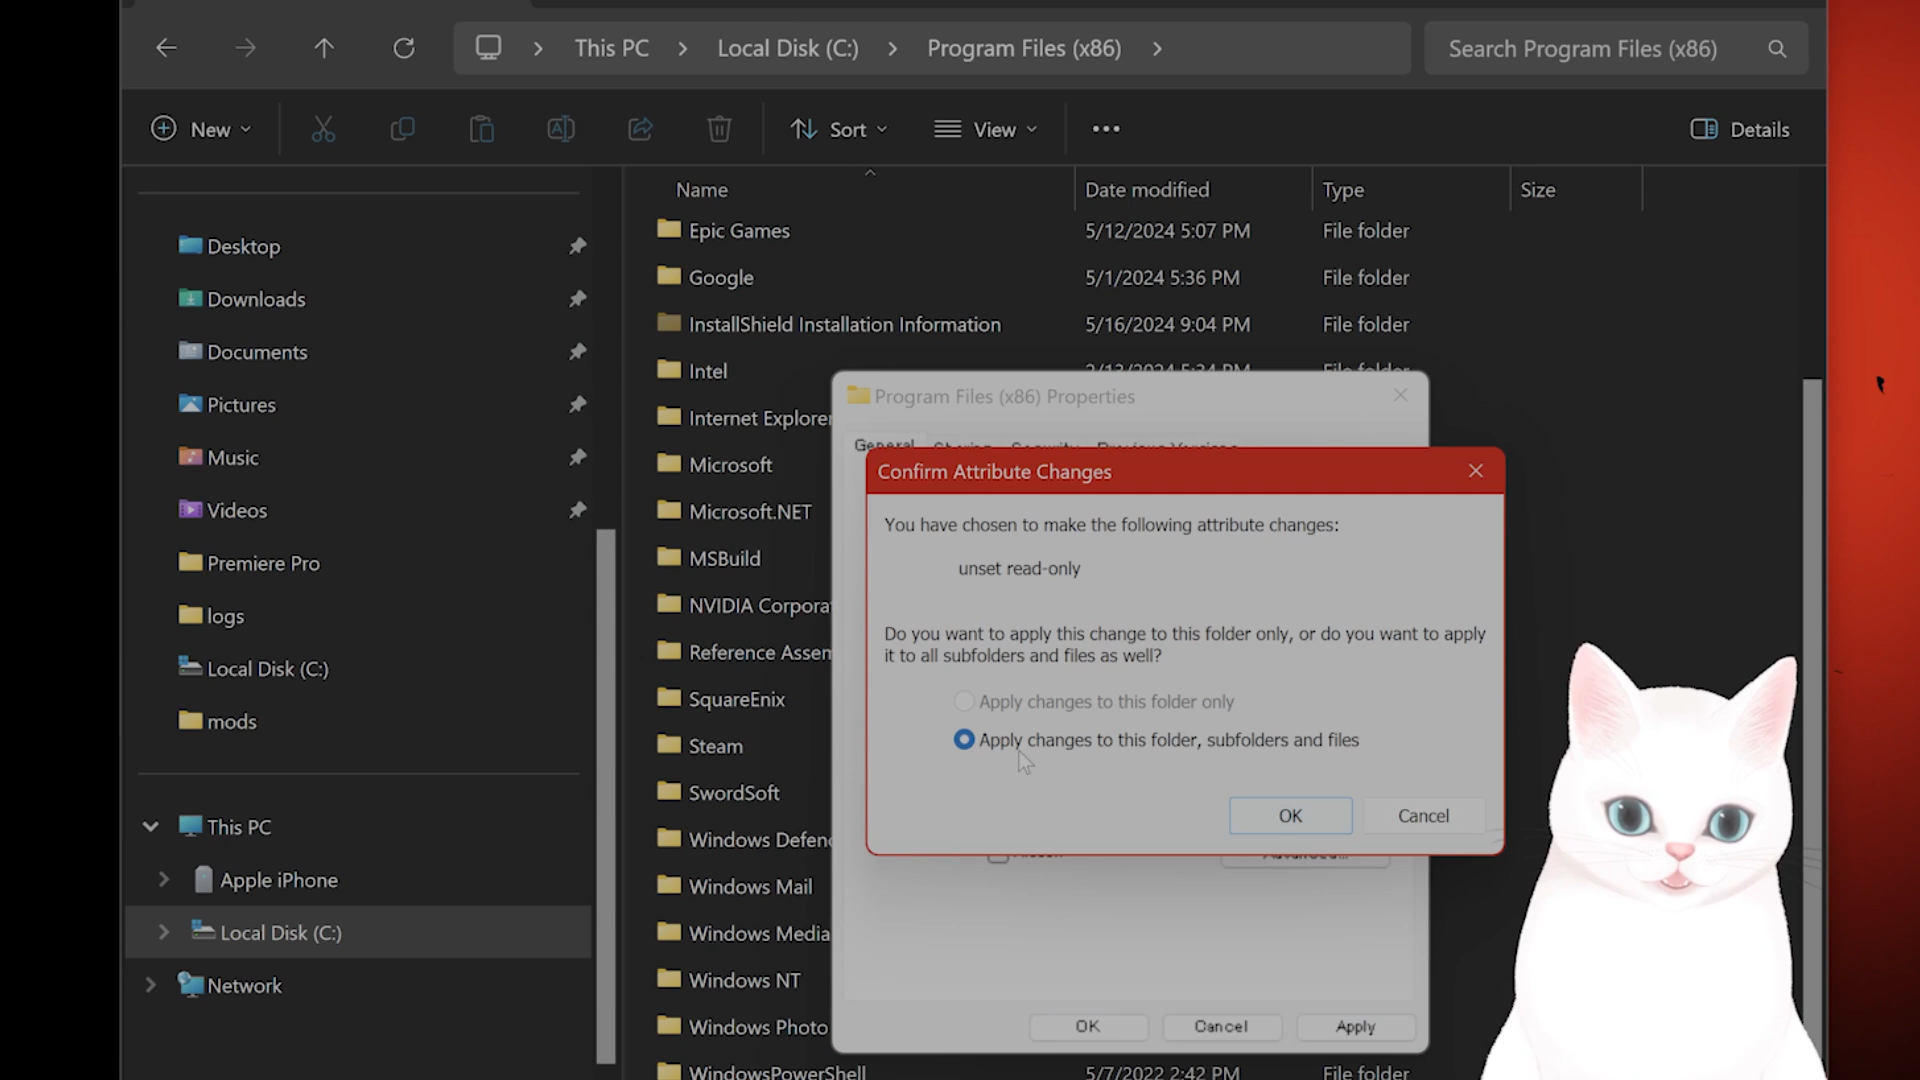 This PC
Local Disk (C:)
Program Files (x86)
Search Program Files (x86)
New
Sort
View
Details
Name
Date modified
Type
Size
Desktop
Downloads
Documents
Pictures
Music
Videos
Premiere Pro
logs
Local Disk (C:)
mods
This PC
Apple iPhone
Local Disk (C:)
Network
Epic Games 5/12/2024 5:07 PM File folder
Google 5/1/2024 5:36 PM File folder
InstallShield Installation Information 5/16/2024 9:04 PM File folder
Intel
Internet Explorer
Microsoft
Microsoft.NET
MSBuild
NVIDIA Corpora
Reference Assem
SquareEnix
Steam
SwordSoft
Windows Defen
Windows Mail
Windows Media
Windows NT
Windows Photo
WindowsPowerShell 5/7/2022 2:42 PM File folder
Program Files (x86) Properties
General
Confirm Attribute Changes
You have chosen to make the following attribute changes:
unset read-only
Do you want to apply this change to this folder only, or do you want to apply
it to all subfolders and files as well?
Apply changes to this folder only
Apply changes to this folder, subfolders and files
OK
Cancel
OK
Cancel
Apply